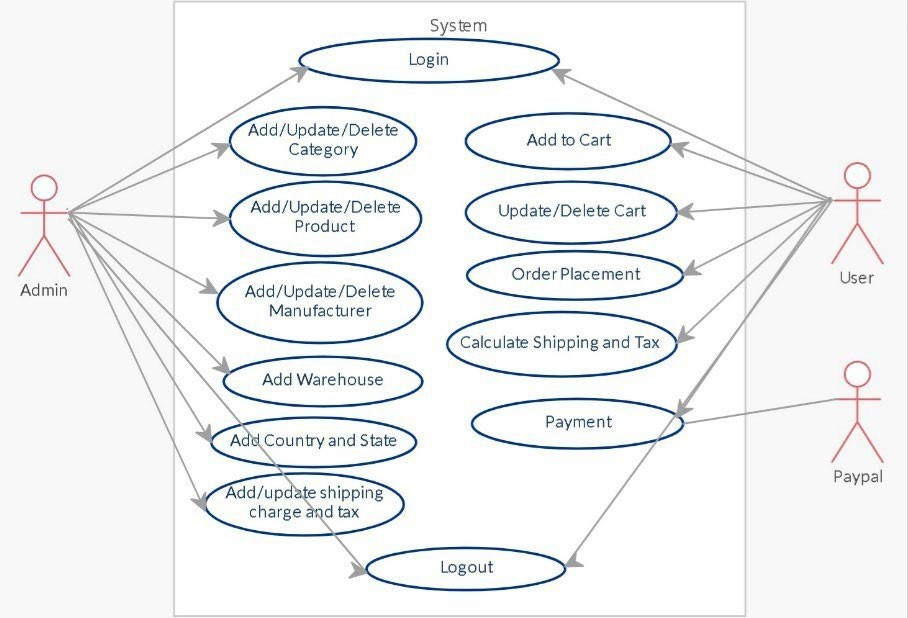 System
Login
Add/Update/Delete
Category
Add to Cart
Add/Update/Delete
Product
Update/Delete Cart
Admin
User
Add/Update/Delete
Manufacturer
Order Placement
Calculate Shipping and Tax
Add Warehouse
Payment
Add Country and State
Paypal
Add/update shipping
charge and tax
Logout